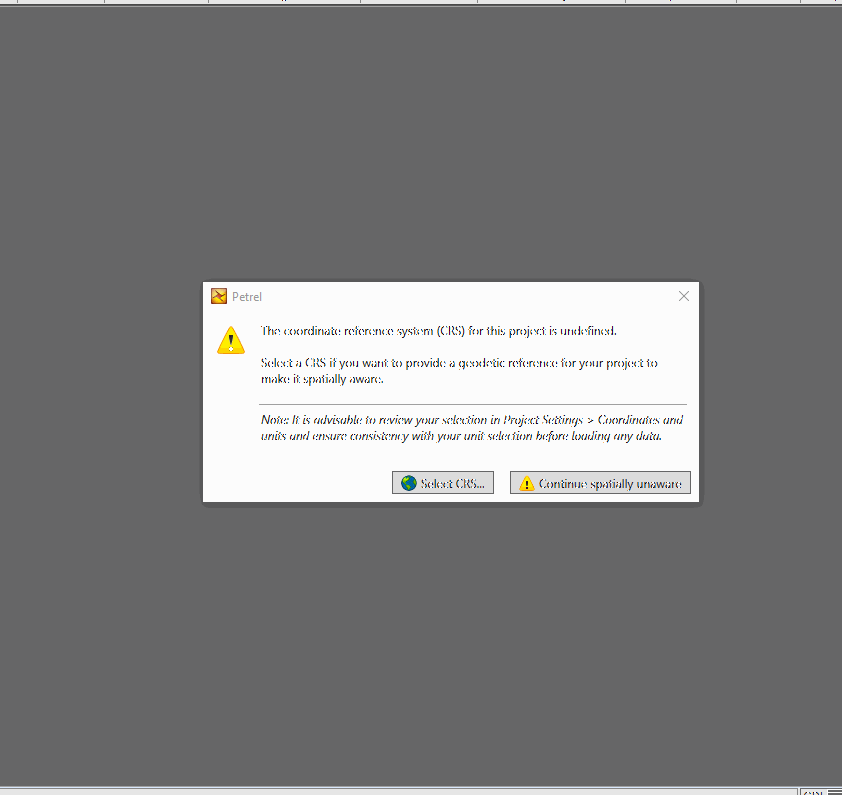 Petrel
The coordinate reference system (CRS) for this project is undefined.
Select a CRS if you want to provide a geodetic reference for your project to
make it spatially aware.
Note: It is advisable to review your selection in Project Settings > Coordinates and
units and ensure consistency with your unit selection before loading any data.
Select CRS...
Continue spatially unaware